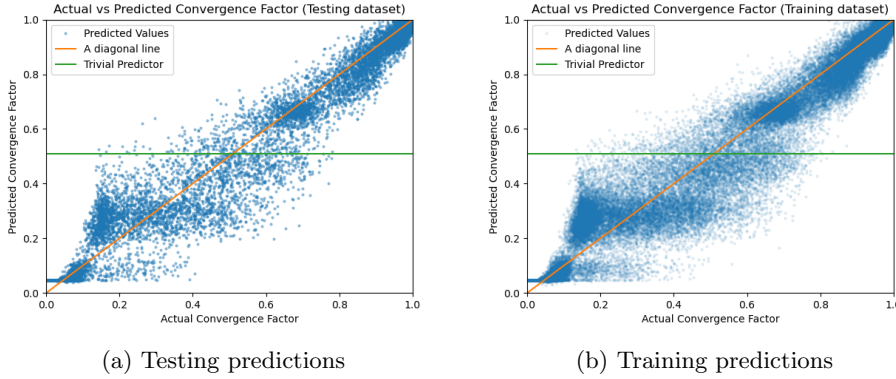 Actual vs Predicted Convergence Factor (Testing dataset)
1.0
0.8
0.6
0.4
0.2
0.0
Predicted Convergence Factor
Predicted Values
A diagonal line
Trivial Predictor
0.0 0.2 0.4 0.6 0.8 1.0
Actual Convergence Factor
(a) Testing predictions
Actual vs Predicted Convergence Factor (Training dataset)
1.0
0.8
0.6
0.4
0.2
0.0
Predicted Convergence Factor
Predicted Values
A diagonal line
Trivial Predictor
0.0 0.2 0.4 0.6 0.8 1.0
Actual Convergence Factor
(b) Training predictions